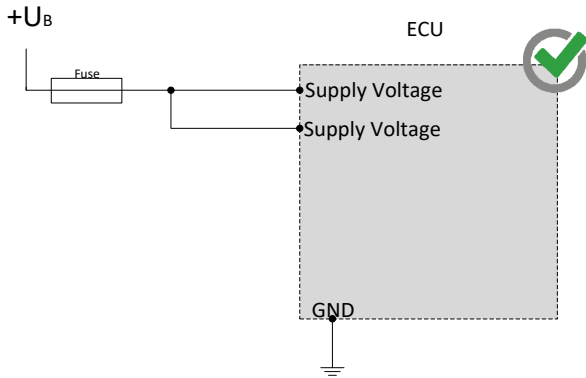 +UB
ECU
Fuse
Supply Voltage
Supply Voltage
GND